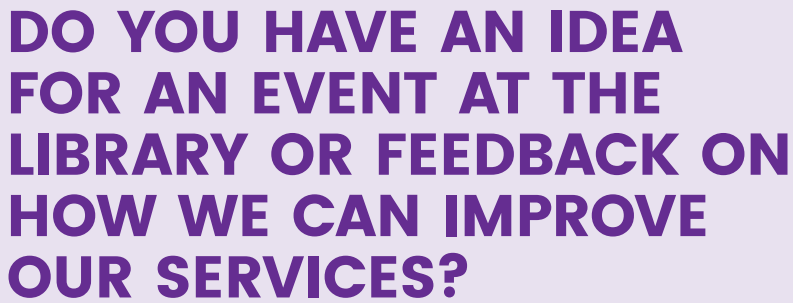 DO YOU HAVE AN IDEA
FOR AN EVENT AT THE
LIBRARY OR FEEDBACK ON
HOW WE CAN IMPROVE
OUR SERVICES?